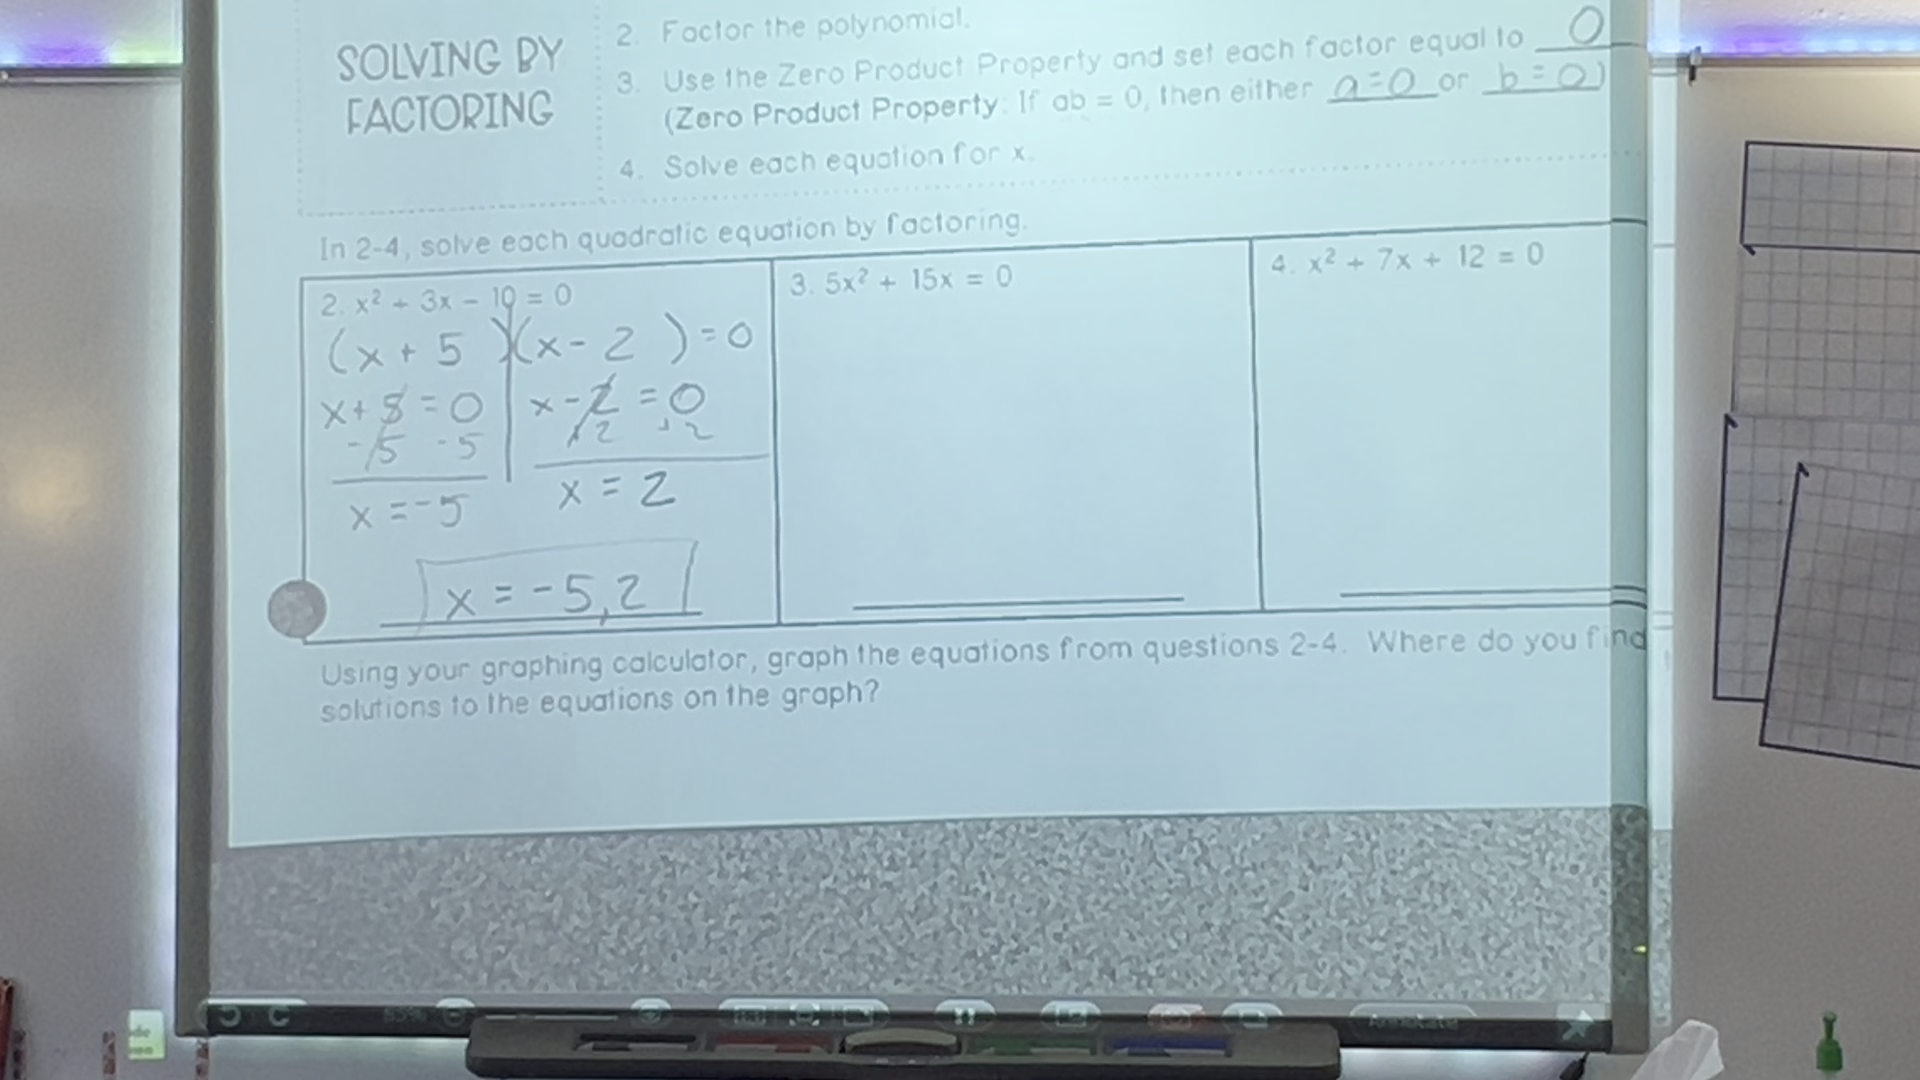 SOLVING BY
FACTORING
2. Factor the polynomial.
3. Use the Zero Product Property and set each factor equal to 0
(Zero Product Property: If ab = 0, then either a = 0 or b = 0)
4. Solve each equation for x.
In 2-4, solve each quadratic equation by factoring.
2. x² + 3x − 10 = 0
(x + 5)(x - 2) = 0
x + 5 = 0
- 5 - 5
x = -5
x - 2 = 0
+ 2 + 2
x = 2
x = -5, 2
3. 5x² + 15x = 0
4. x² + 7x + 12 = 0
Using your graphing calculator, graph the equations from questions 2-4. Where do you find
solutions to the equations on the graph?
Annotate